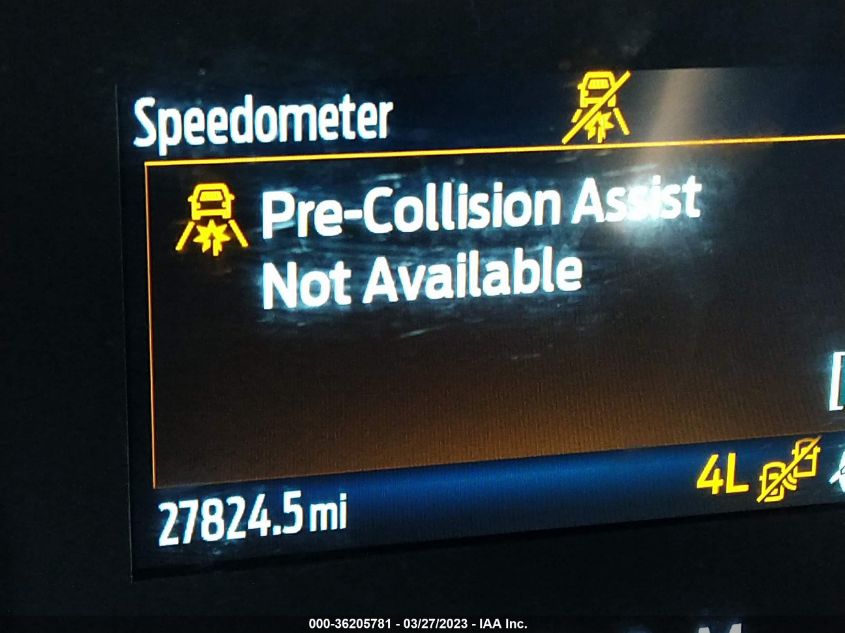 Speedometer
Pre-Collision Assist
Not Available
4L
27824.5 mi
000-36205781 - 03/27/2023 - IAA Inc.